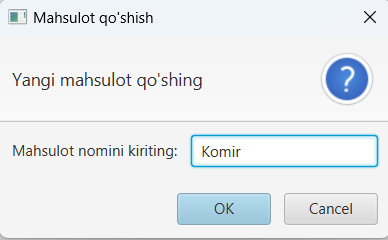 Mahsulot qo'shish
Yangi mahsulot qo'shing
?
Mahsulot nomini kiriting: Komir
OK Cancel